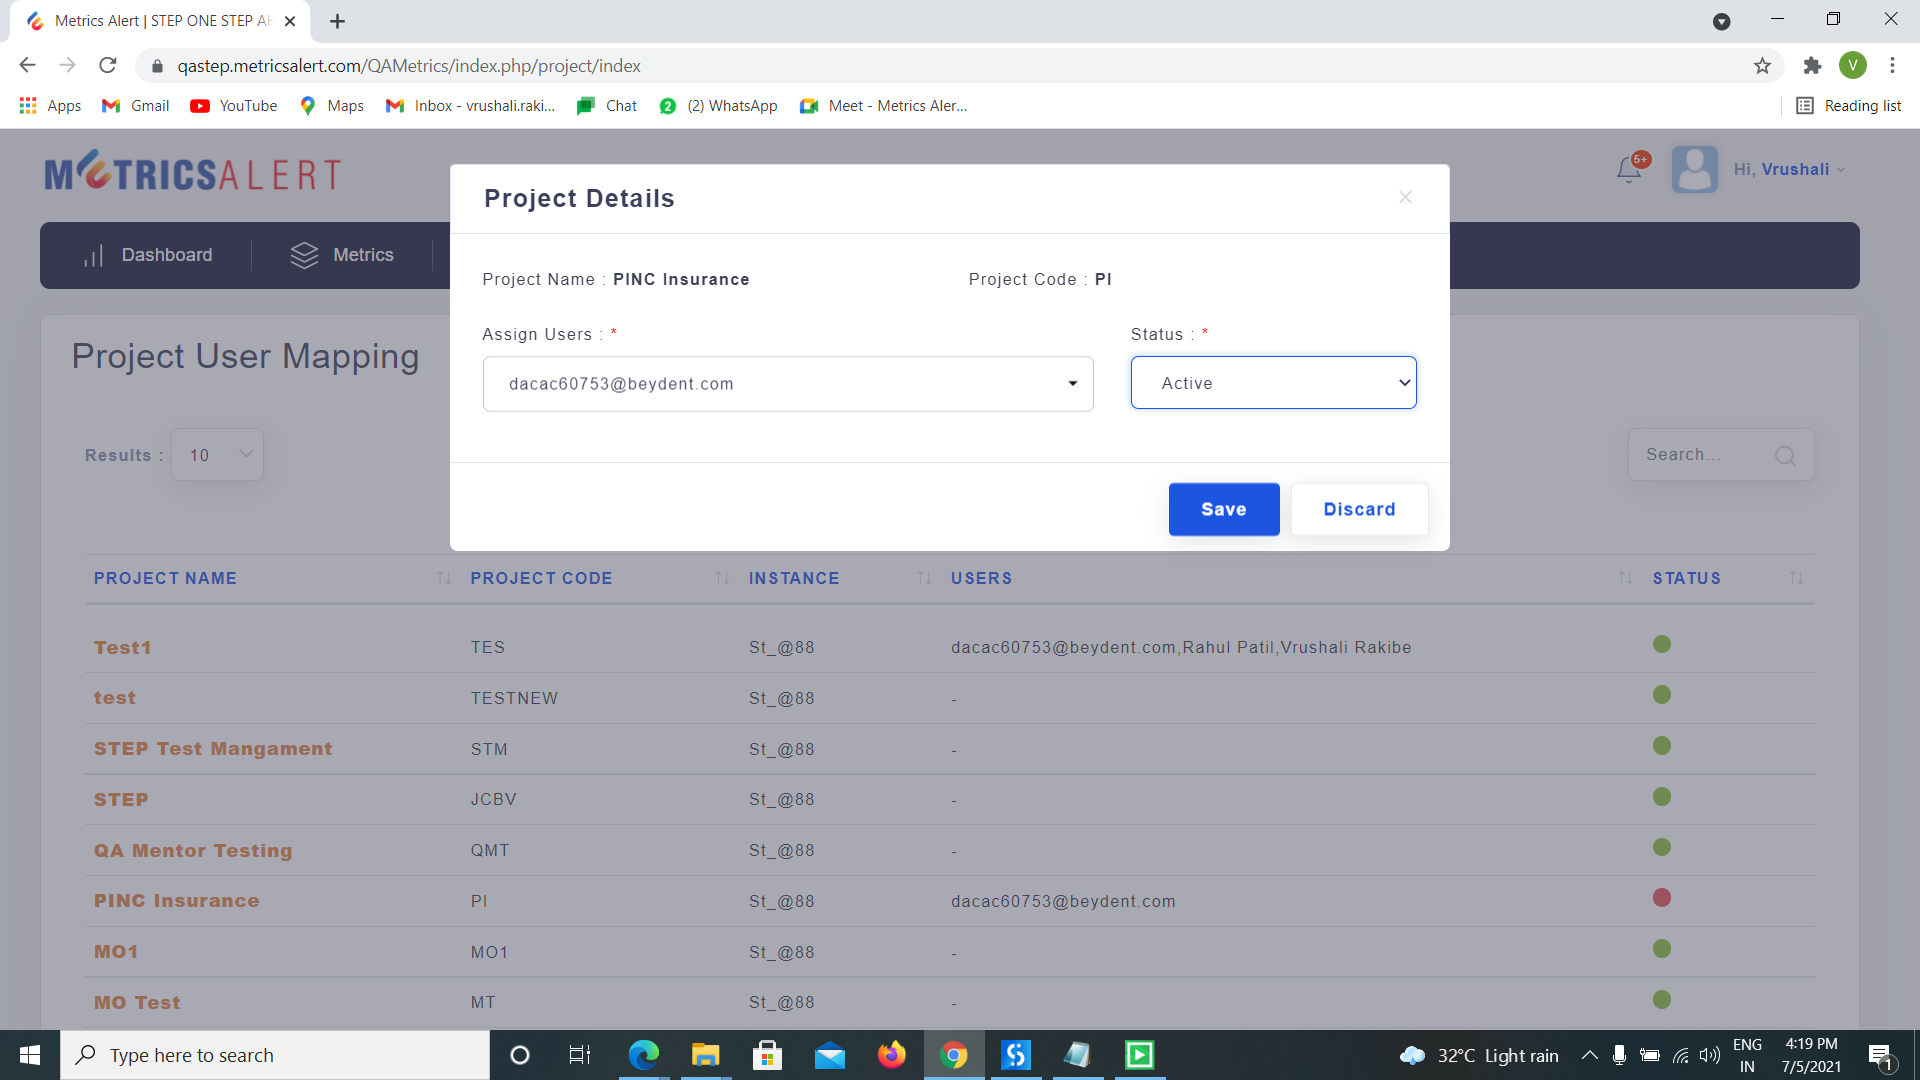 Metrics Alert | STEP ONE STEP AH
qastep.metricsalert.com/QAMetrics/index.php/project/index
V
Apps Gmail YouTube Maps Inbox - vrushali.raki... Chat 2 (2) WhatsApp Meet - Metrics Aler... Reading list
METRICSALERT
5+
Hi, Vrushali
Dashboard Metrics
Project Details
Project Name : PINC Insurance Project Code : PI
Assign Users : * Status : *
dacac60753@beydent.com Active
Save Discard
Project User Mapping
Results : 10 Search...
PROJECT NAME PROJECT CODE INSTANCE USERS STATUS
Test1 TES St_@88 dacac60753@beydent.com,Rahul Patil,Vrushali Rakibe
test TESTNEW St_@88 -
STEP Test Mangament STM St_@88 -
STEP JCBV St_@88 -
QA Mentor Testing QMT St_@88 -
PINC Insurance PI St_@88 dacac60753@beydent.com
MO1 MO1 St_@88 -
MO Test MT St_@88 -
Type here to search
32°C Light rain
ENG
IN
4:19 PM
7/5/2021
1